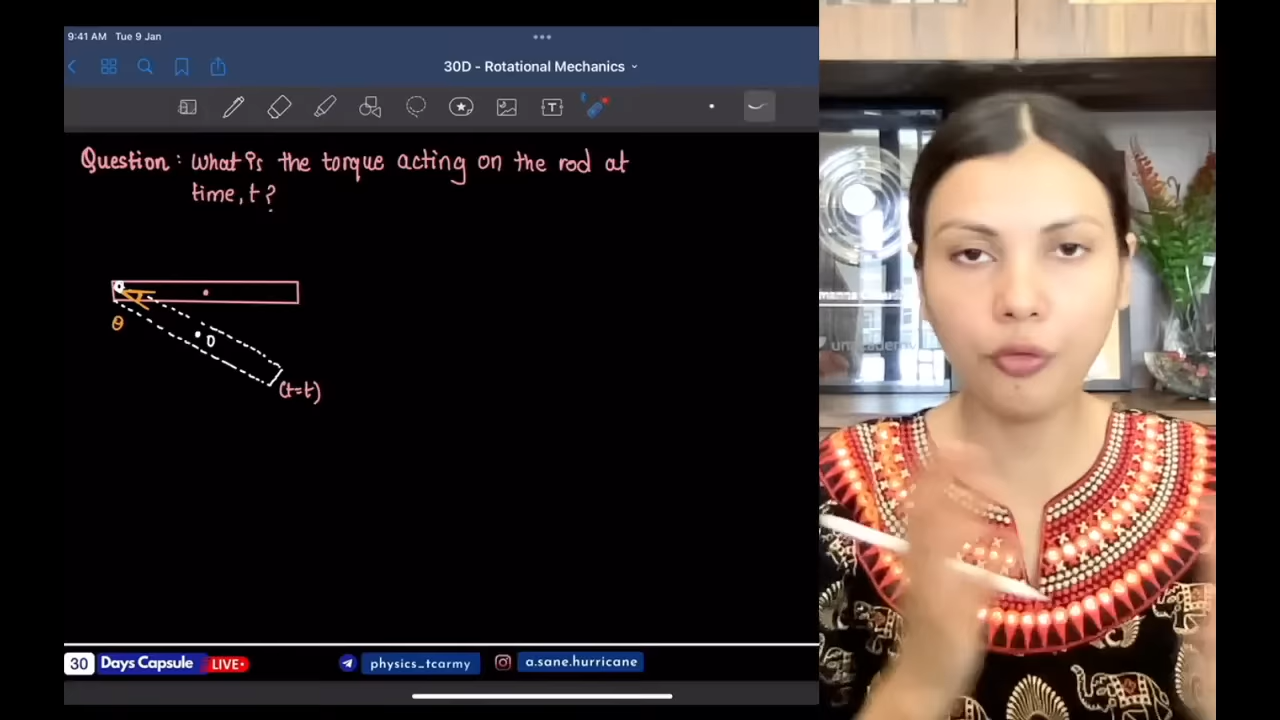 9:41 AM Tue 9 Jan
30D - Rotational Mechanics
Question: What is the torque acting on the rod at
time, t?
θ
(t=t)
unacademy
30 Days Capsule LIVE
physics_tcarmy
a.sane.hurricane